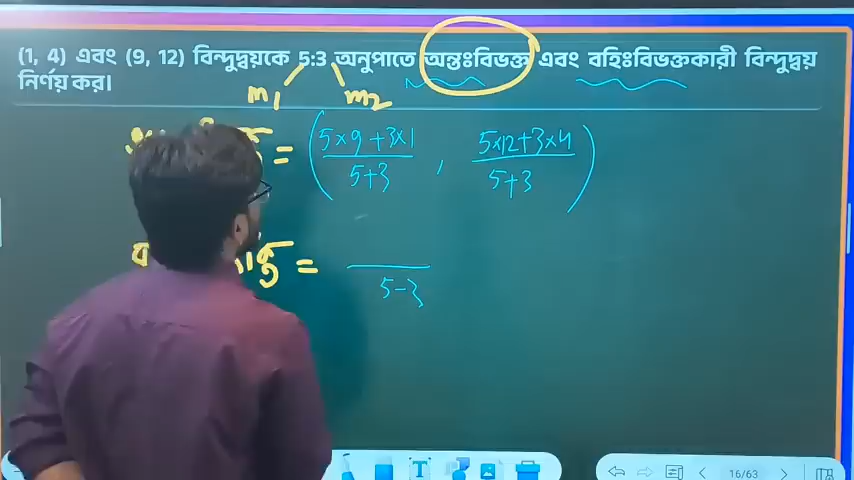 (1, 4) এবং (9, 12) বিন্দুদ্বয়কে 5:3 অনুপাতে অন্তঃবিভক্ত এবং বহিঃবিভক্তকারী বিন্দুদ্বয়
নির্ণয় কর।
m1 m2
= (5×9+3×1 / 5+3 , 5×12+3×4 / 5+3)
= 5-3
T
16/63